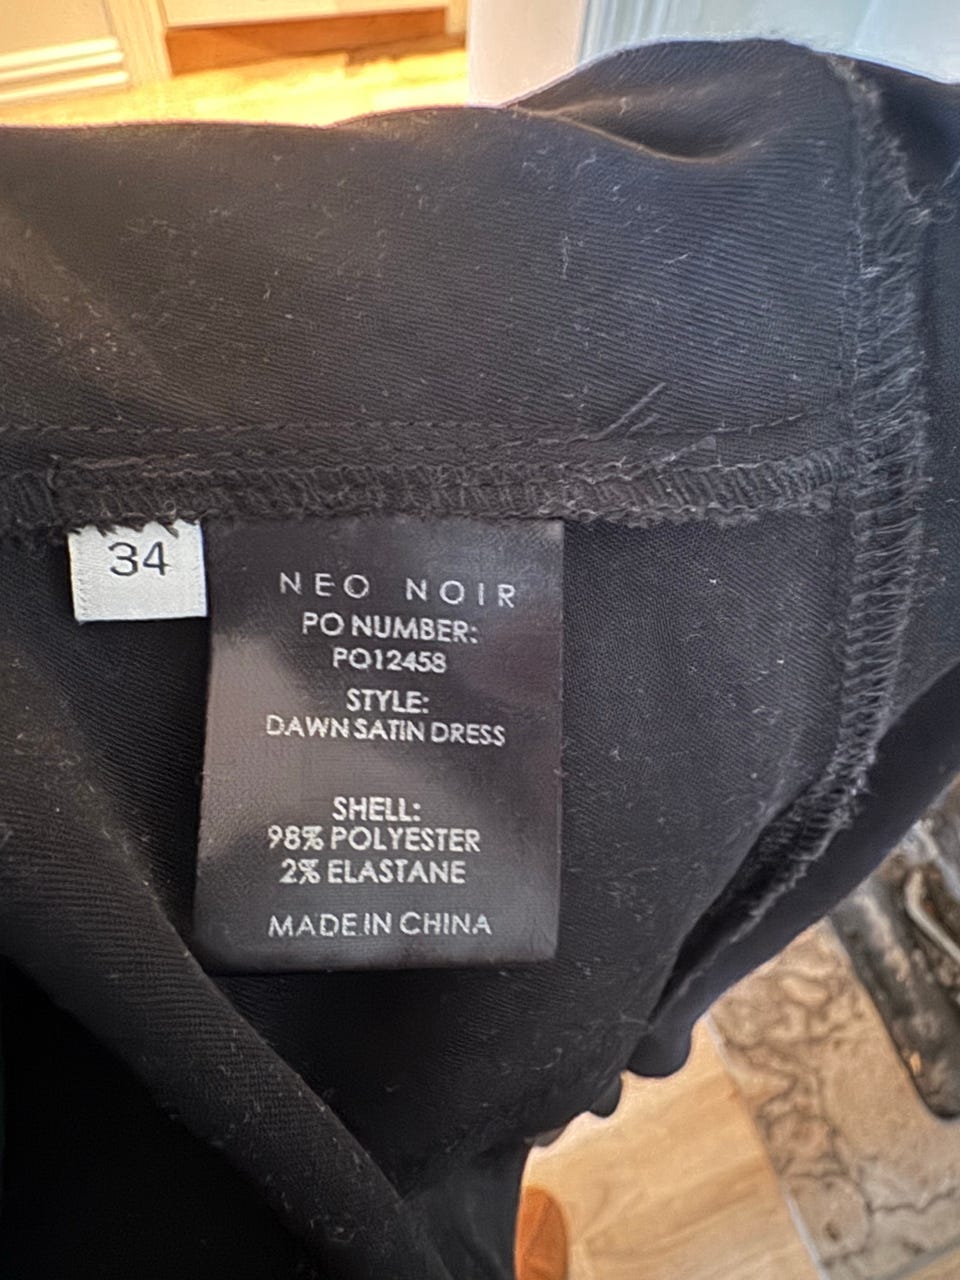 34
NEO NOIR
PO NUMBER:
PO12458
STYLE:
DAWN SATIN DRESS
SHELL:
98% POLYESTER
2% ELASTANE
MADE IN CHINA